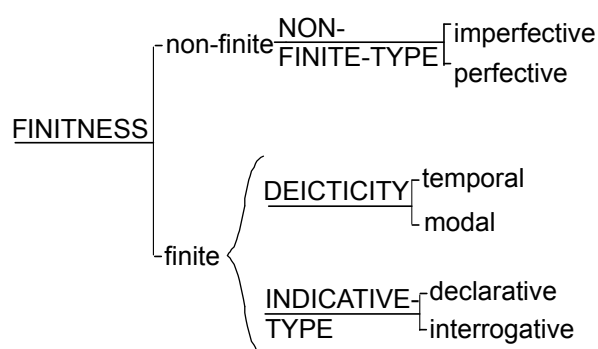 NON-
non-finite FINITE-TYPE
imperfective
perfective
FINITNESS
DEICTICITY
temporal
modal
finite
INDICATIVE-
TYPE
declarative
interrogative